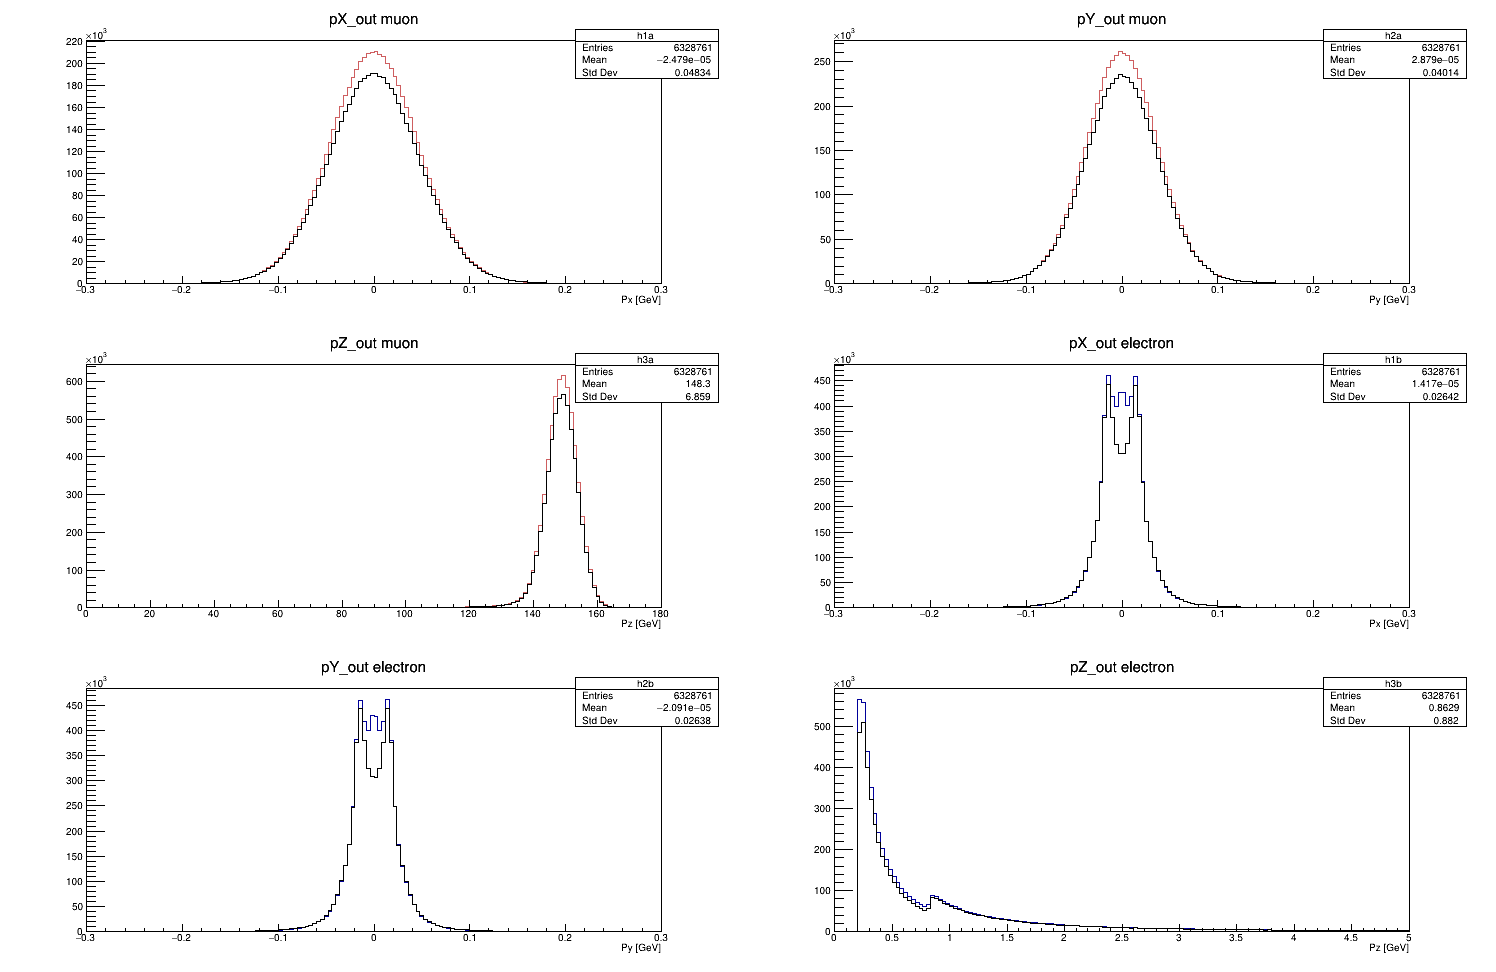 pX_out muon
×10³
h1a
Entries 6328761
Mean −2.479e−05
Std Dev 0.04834
220
200
180
160
140
120
100
80
60
40
20
0
−0.3 −0.2 −0.1 0 0.1 0.2 0.3
Px [GeV]
pY_out muon
×10³
h2a
Entries 6328761
Mean 2.879e−05
Std Dev 0.04014
250
200
150
100
50
0
−0.3 −0.2 −0.1 0 0.1 0.2 0.3
Py [GeV]
pZ_out muon
×10³
h3a
Entries 6328761
Mean 148.3
Std Dev 6.859
600
500
400
300
200
100
0
0 20 40 60 80 100 120 140 160 180
Pz [GeV]
pX_out electron
×10³
h1b
Entries 6328761
Mean 1.417e−05
Std Dev 0.02642
450
400
350
300
250
200
150
100
50
0
−0.3 −0.2 −0.1 0 0.1 0.2 0.3
Px [GeV]
pY_out electron
×10³
h2b
Entries 6328761
Mean −2.091e−05
Std Dev 0.02638
450
400
350
300
250
200
150
100
50
0
−0.3 −0.2 −0.1 0 0.1 0.2 0.3
Py [GeV]
pZ_out electron
×10³
h3b
Entries 6328761
Mean 0.8629
Std Dev 0.882
500
400
300
200
100
0
0 0.5 1 1.5 2 2.5 3 3.5 4 4.5 5
Pz [GeV]